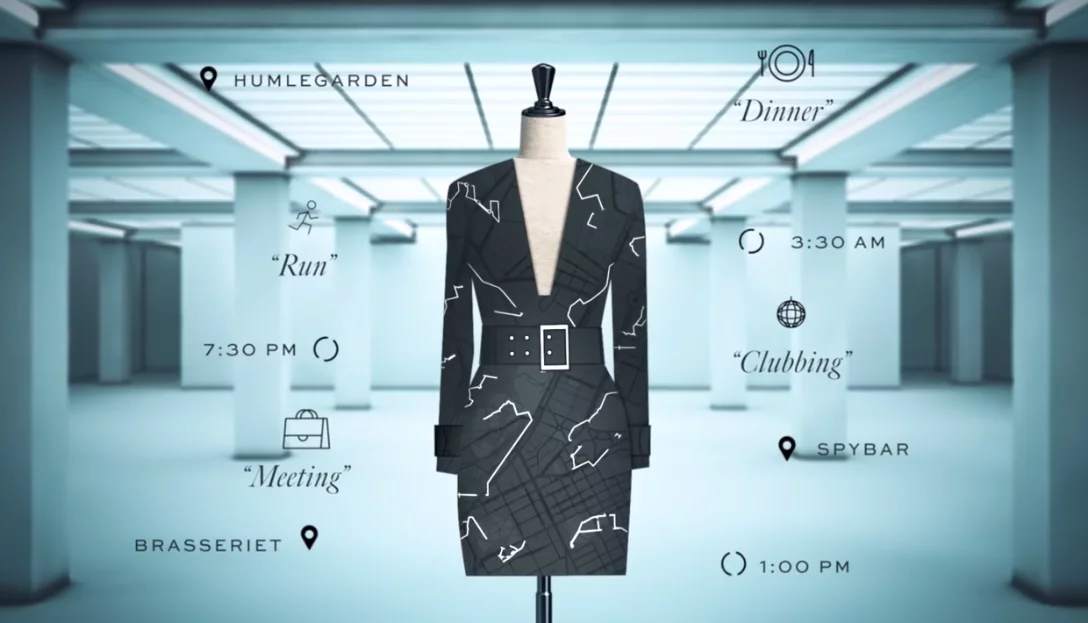 HUMLEGARDEN
"Run"
7:30 PM
"Meeting"
BRASSERIET
"Dinner"
3:30 AM
"Clubbing"
SPYBAR
1:00 PM